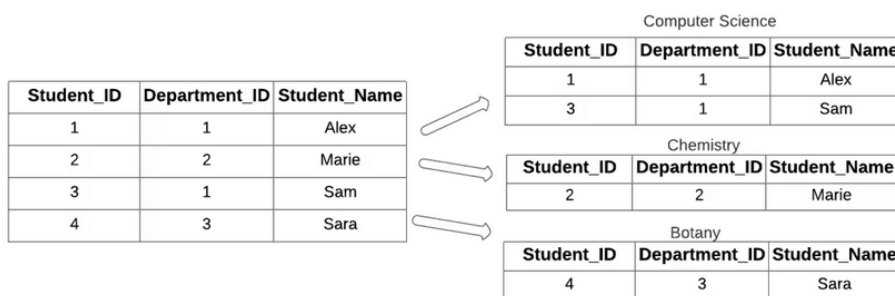 Student_ID Department_ID Student_Name
1 1 Alex
2 2 Marie
3 1 Sam
4 3 Sara
Computer Science
Student_ID Department_ID Student_Name
1 1 Alex
3 1 Sam
Chemistry
Student_ID Department_ID Student_Name
2 2 Marie
Botany
Student_ID Department_ID Student_Name
4 3 Sara